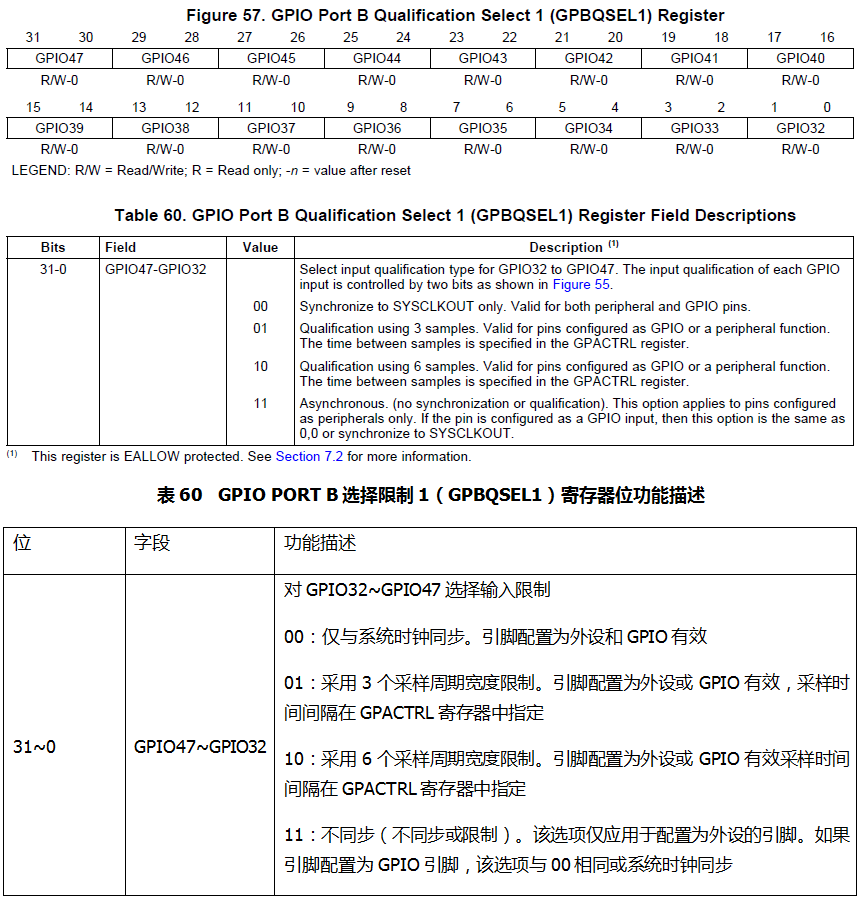 Figure 57. GPIO Port B Qualification Select 1 (GPBQSEL1) Register
31 30 29 28 27 26 25 24 23 22 21 20 19 18 17 16
GPIO47 GPIO46 GPIO45 GPIO44 GPIO43 GPIO42 GPIO41 GPIO40
R/W-0 R/W-0 R/W-0 R/W-0 R/W-0 R/W-0 R/W-0 R/W-0
15 14 13 12 11 10 9 8 7 6 5 4 3 2 1 0
GPIO39 GPIO38 GPIO37 GPIO36 GPIO35 GPIO34 GPIO33 GPIO32
R/W-0 R/W-0 R/W-0 R/W-0 R/W-0 R/W-0 R/W-0 R/W-0
LEGEND: R/W = Read/Write; R = Read only; -n = value after reset
Table 60. GPIO Port B Qualification Select 1 (GPBQSEL1) Register Field Descriptions
Bits Field Value Description (1)
31-0 GPIO47-GPIO32 Select input qualification type for GPIO32 to GPIO47. The input qualification of each GPIO
input is controlled by two bits as shown in Figure 55.
00 Synchronize to SYSCLKOUT only. Valid for both peripheral and GPIO pins.
01 Qualification using 3 samples. Valid for pins configured as GPIO or a peripheral function.
The time between samples is specified in the GPACTRL register.
10 Qualification using 6 samples. Valid for pins configured as GPIO or a peripheral function.
The time between samples is specified in the GPACTRL register.
11 Asynchronous. (no synchronization or qualification). This option applies to pins configured
as peripherals only. If the pin is configured as a GPIO input, then this option is the same as
0,0 or synchronize to SYSCLKOUT.
(1) This register is EALLOW protected. See Section 7.2 for more information.
表 60 GPIO PORT B 选择限制 1（GPBQSEL1）寄存器位功能描述
位 字段 功能描述
对 GPIO32~GPIO47 选择输入限制
00：仅与系统时钟同步。引脚配置为外设和 GPIO 有效
01：采用 3 个采样周期宽度限制。引脚配置为外设或 GPIO 有效，采样时
间间隔在 GPACTRL 寄存器中指定
31~0 GPIO47~GPIO32
10：采用 6 个采样周期宽度限制。引脚配置为外设或 GPIO 有效采样时间
间隔在 GPACTRL 寄存器中指定
11：不同步（不同步或限制）。该选项仅应用于配置为外设的引脚。如果
引脚配置为 GPIO 引脚，该选项与 00 相同或系统时钟同步